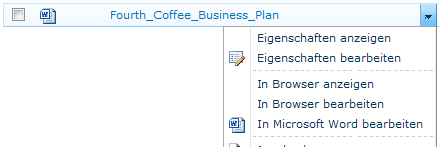 Fourth_Coffee_Business_Plan
Eigenschaften anzeigen
Eigenschaften bearbeiten
In Browser anzeigen
In Browser bearbeiten
In Microsoft Word bearbeiten